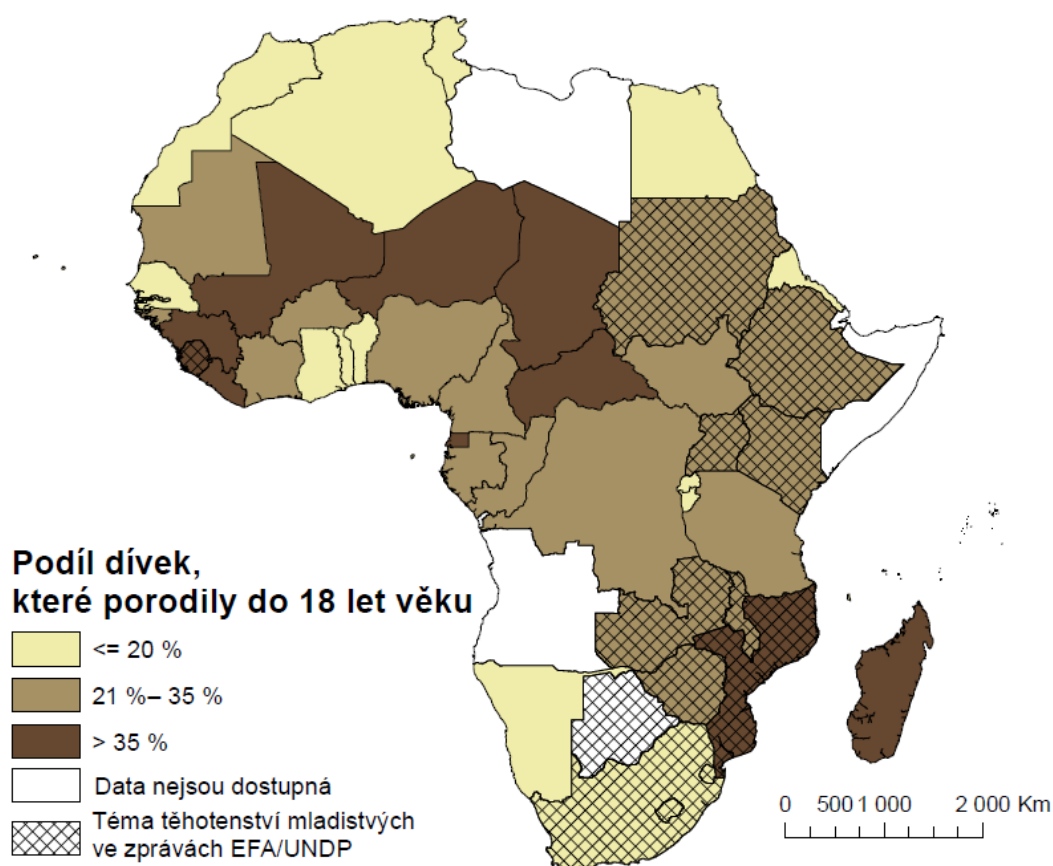 Podíl dívek,
které porodily do 18 let věku
<= 20 %
21 %– 35 %
> 35 %
Data nejsou dostupná
Téma těhotenství mladistvých
ve zprávách EFA/UNDP
0 500 1 000 2 000 Km